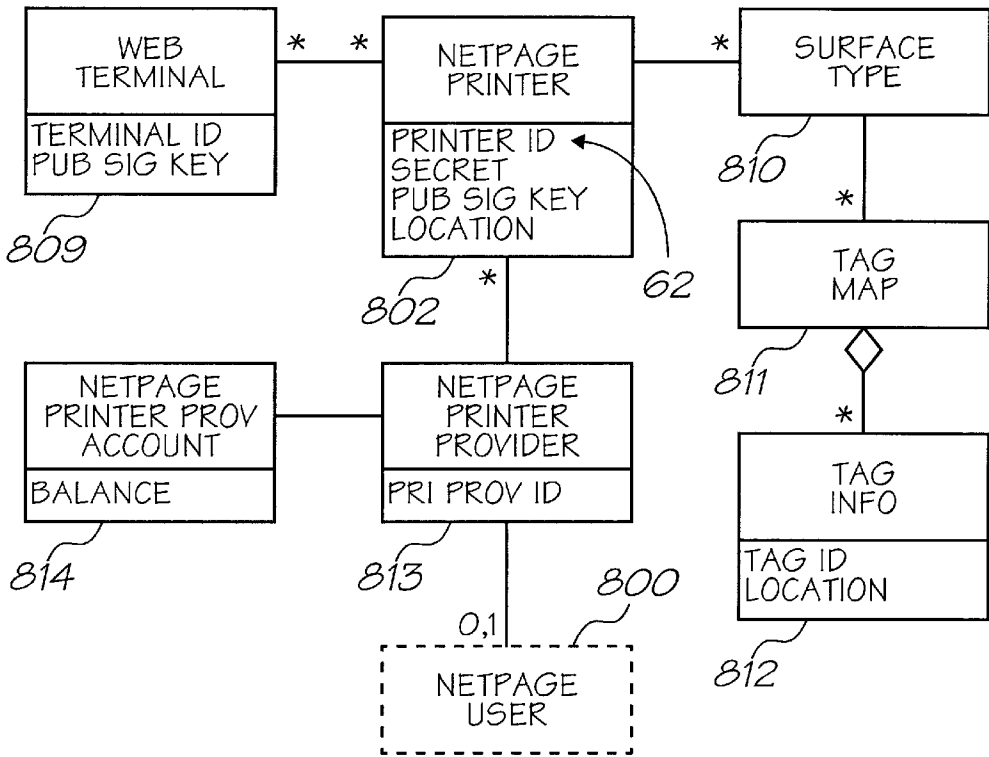 WEB
TERMINAL
TERMINAL ID
PUB SIG KEY
809
* *
NETPAGE
PRINTER
PRINTER ID
SECRET
PUB SIG KEY
LOCATION
62
802
*
*
SURFACE
TYPE
810
*
TAG
MAP
811
*
NETPAGE
PRINTER PROV
ACCOUNT
BALANCE
814
NETPAGE
PRINTER
PROVIDER
PRI PROV ID
813
TAG
INFO
TAG ID
LOCATION
812
0,1
800
NETPAGE
USER